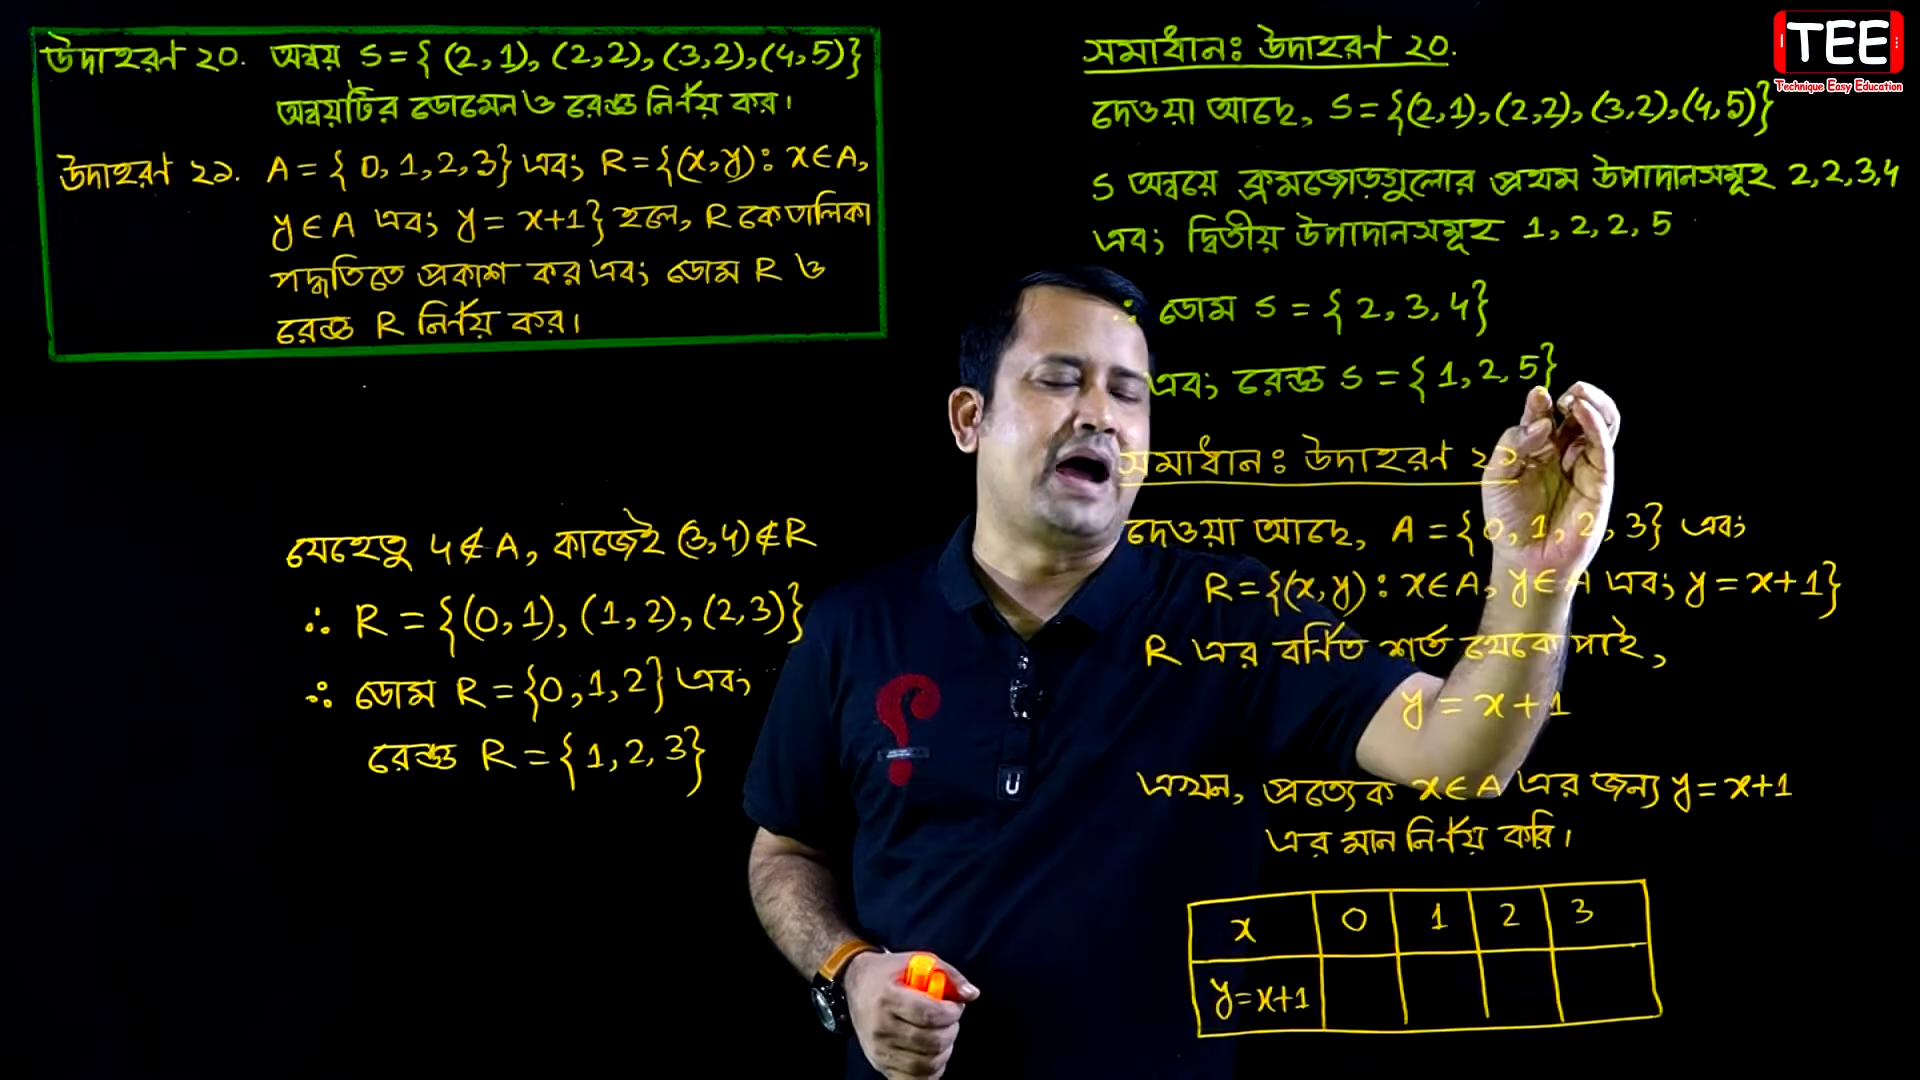 উদাহরণ ২০. অন্বয় S = { (2,1), (2,2), (3,2), (4,5)}
অন্বয়টির ডোমেন ও রেঞ্জ নির্ণয় কর।
উদাহরণ ২১. A = { 0, 1, 2, 3} এবং R = {(x,y) : x∈A,
y∈A এবং y = x+1} হলে, R কে তালিকা
পদ্ধতিতে প্রকাশ কর এবং ডোম R ও
রেঞ্জ R নির্ণয় কর।
যেহেতু 4∉A, কাজেই (3,4)∉R
∴ R = {(0,1), (1,2), (2,3)}
∴ ডোম R = {0,1,2} এবং
রেঞ্জ R = {1,2,3}
সমাধানঃ উদাহরণ ২০.
দেওয়া আছে, S = {(2,1),(2,2),(3,2),(4,5)}
S অন্বয়ে ক্রমজোড়গুলোর প্রথম উপাদানসমূহ 2,2,3,4
এবং দ্বিতীয় উপাদানসমূহ 1,2,2,5
∴ ডোম S = {2,3,4}
এবং রেঞ্জ S = {1,2,5}
সমাধানঃ উদাহরণ ২১.
দেওয়া আছে, A = {0, 1, 2, 3} এবং
R = {(x,y) : x∈A, y∈A এবং y = x+1}
R এর বর্ণিত শর্ত থেকে পাই,
y = x+1
এখন, প্রত্যেক x∈A এর জন্য y = x+1
এর মান নির্ণয় করি।
x 0 1 2 3
y=x+1
TEE
Technique Easy Education
U